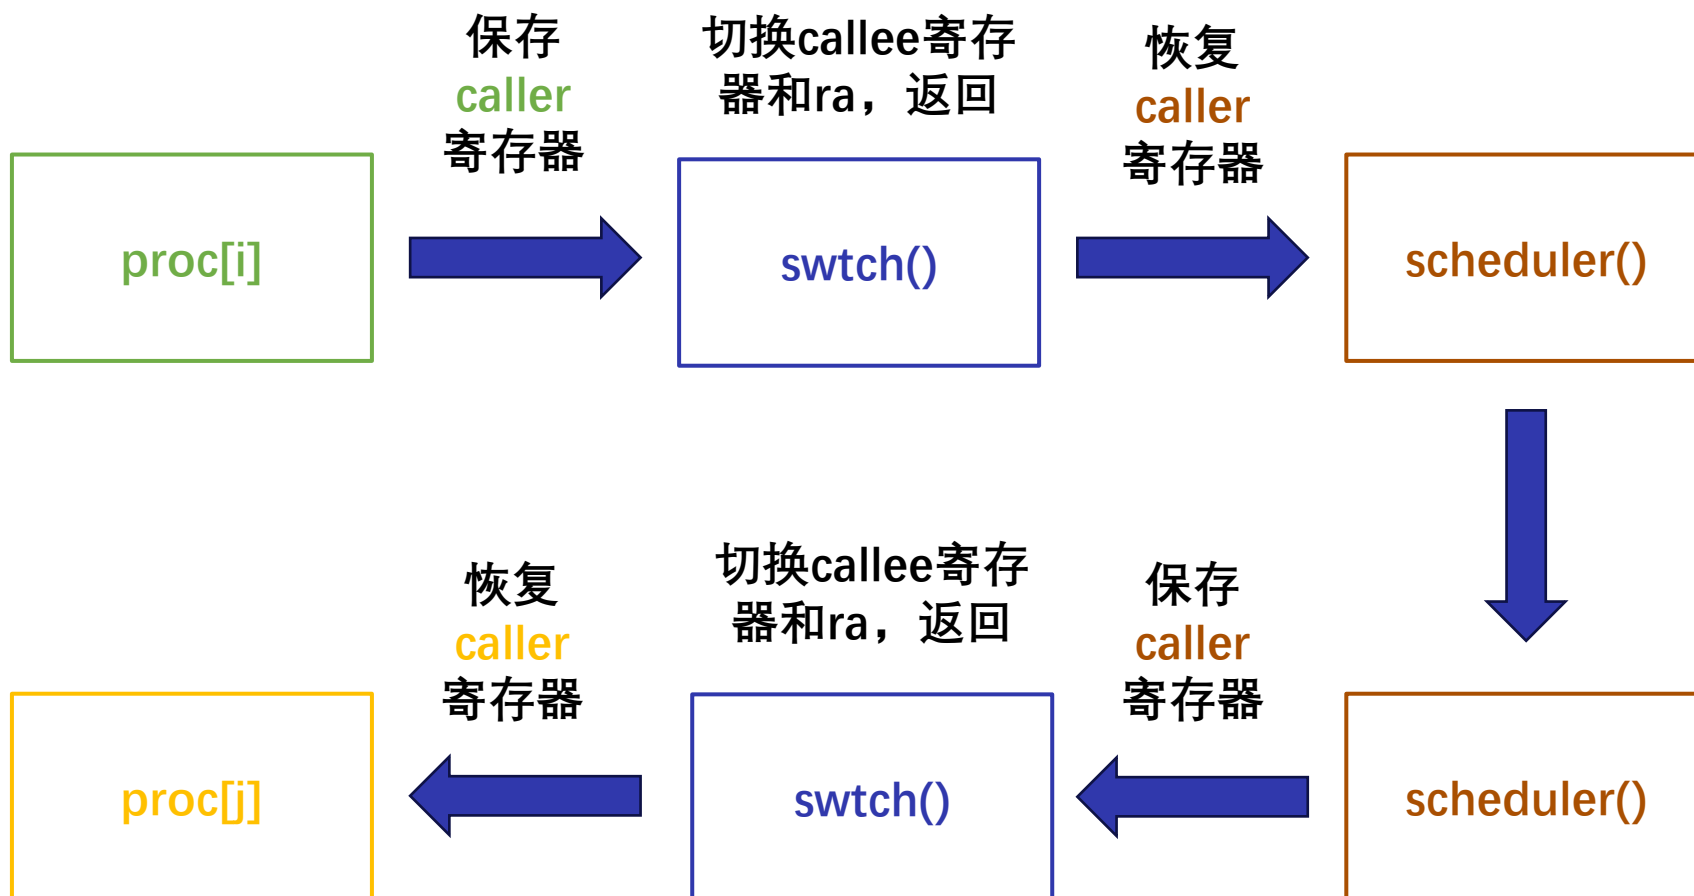 保存
caller
寄存器
切换callee寄存
器和ra，返回
恢复
caller
寄存器
proc[i]
swtch()
scheduler()
恢复
caller
寄存器
切换callee寄存
器和ra，返回
保存
caller
寄存器
proc[j]
swtch()
scheduler()